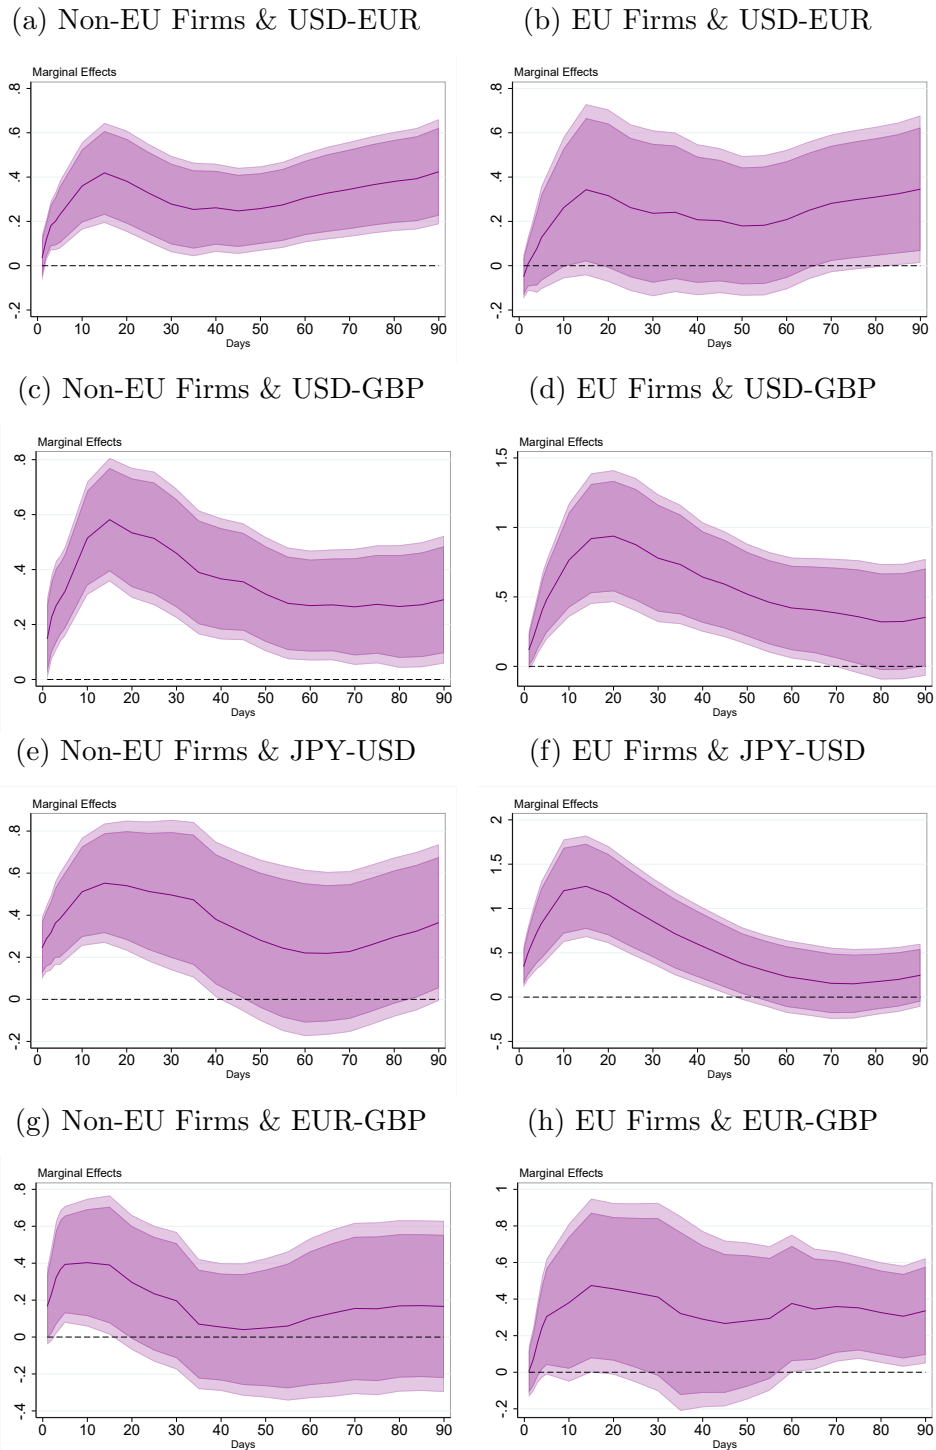 (a) Non-EU Firms & USD-EUR
(b) EU Firms & USD-EUR
Marginal Effects
.8
.6
.4
.2
0
-.2
0 10 20 30 40 50 60 70 80 90
Days
Marginal Effects
.8
.6
.4
.2
0
-.2
0 10 20 30 40 50 60 70 80 90
Days
(c) Non-EU Firms & USD-GBP
(d) EU Firms & USD-GBP
Marginal Effects
.8
.6
.4
.2
0
0 10 20 30 40 50 60 70 80 90
Days
Marginal Effects
1.5
1
.5
0
0 10 20 30 40 50 60 70 80 90
Days
(e) Non-EU Firms & JPY-USD
(f) EU Firms & JPY-USD
Marginal Effects
.8
.6
.4
.2
0
-.2
0 10 20 30 40 50 60 70 80 90
Days
Marginal Effects
2
1.5
1
.5
0
-.5
0 10 20 30 40 50 60 70 80 90
Days
(g) Non-EU Firms & EUR-GBP
(h) EU Firms & EUR-GBP
Marginal Effects
.8
.6
.4
.2
0
-.2
-.4
0 10 20 30 40 50 60 70 80 90
Days
Marginal Effects
1
.8
.6
.4
.2
0
-.2
0 10 20 30 40 50 60 70 80 90
Days